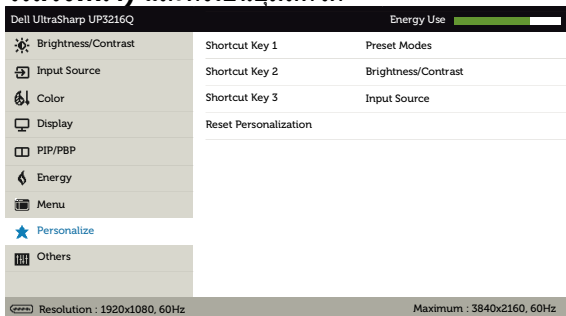 Dell UltraSharp UP3216Q
Energy Use
Brightness/Contrast
Shortcut Key 1
Preset Modes
Input Source
Shortcut Key 2
Brightness/Contrast
Color
Shortcut Key 3
Input Source
Display
Reset Personalization
PIP/PBP
Energy
Menu
Personalize
Others
Resolution : 1920x1080, 60Hz
Maximum : 3840x2160, 60Hz